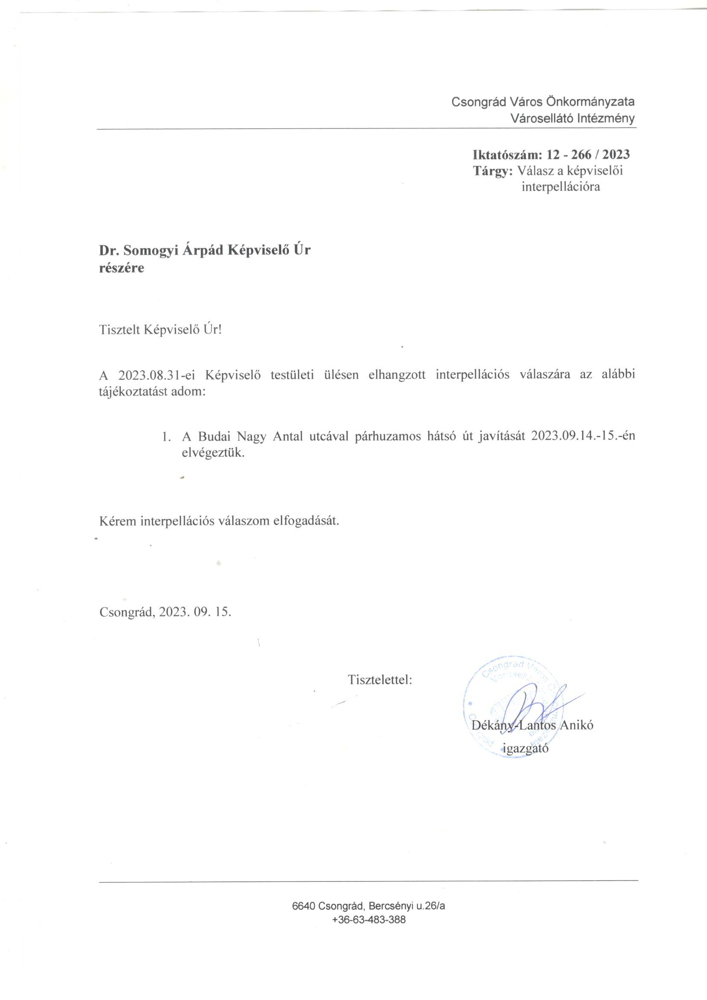 Csongrád Város Önkormányzata
Városellátó Intézmény
Iktatószám: 12 - 266 / 2023
Tárgy: Válasz a képviselői
interpellációra
Dr. Somogyi Árpád Képviselő Úr
részére
Tisztelt Képviselő Úr!
A 2023.08.31-ei Képviselő testületi ülésen elhangzott interpellációs válaszára az alábbi
tájékoztatást adom:
1. A Budai Nagy Antal utcával párhuzamos hátsó út javítását 2023.09.14.-15.-én
elvégeztük.
Kérem interpellációs válaszom elfogadását.
Csongrád, 2023. 09. 15.
Tisztelettel:
Csongrád Város Önkormányzata
Csongrád
Dékány-Lantos Anikó
igazgató
6640 Csongrád, Bercsényi u.26/a
+36-63-483-388